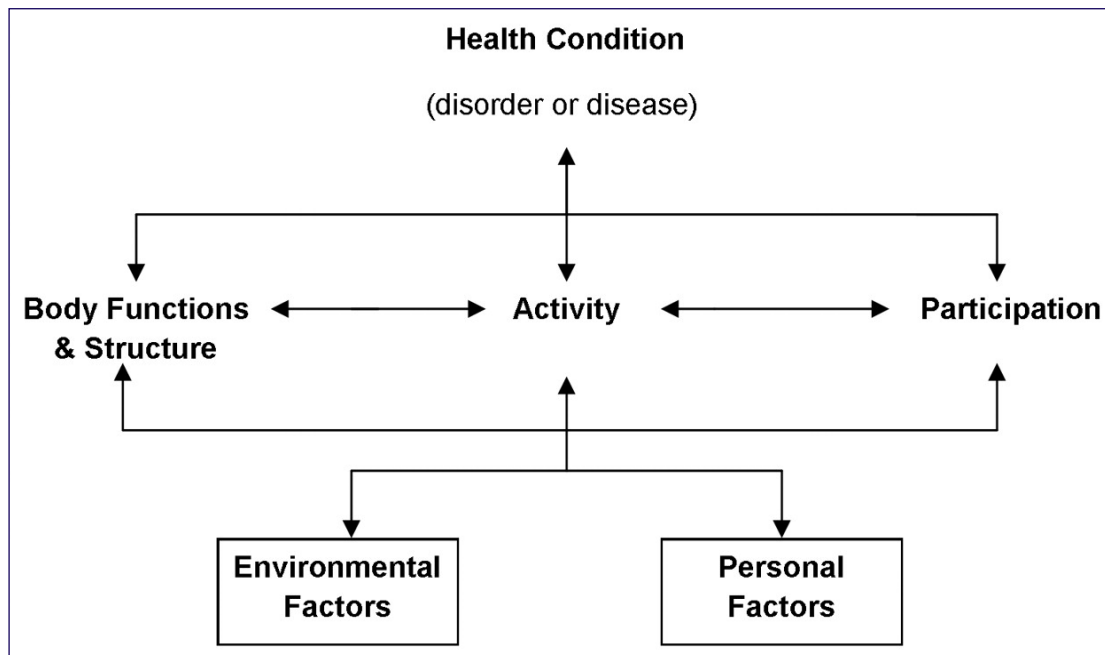 Health Condition
(disorder or disease)
Body Functions
& Structure
Activity
Participation
Environmental
Factors
Personal
Factors